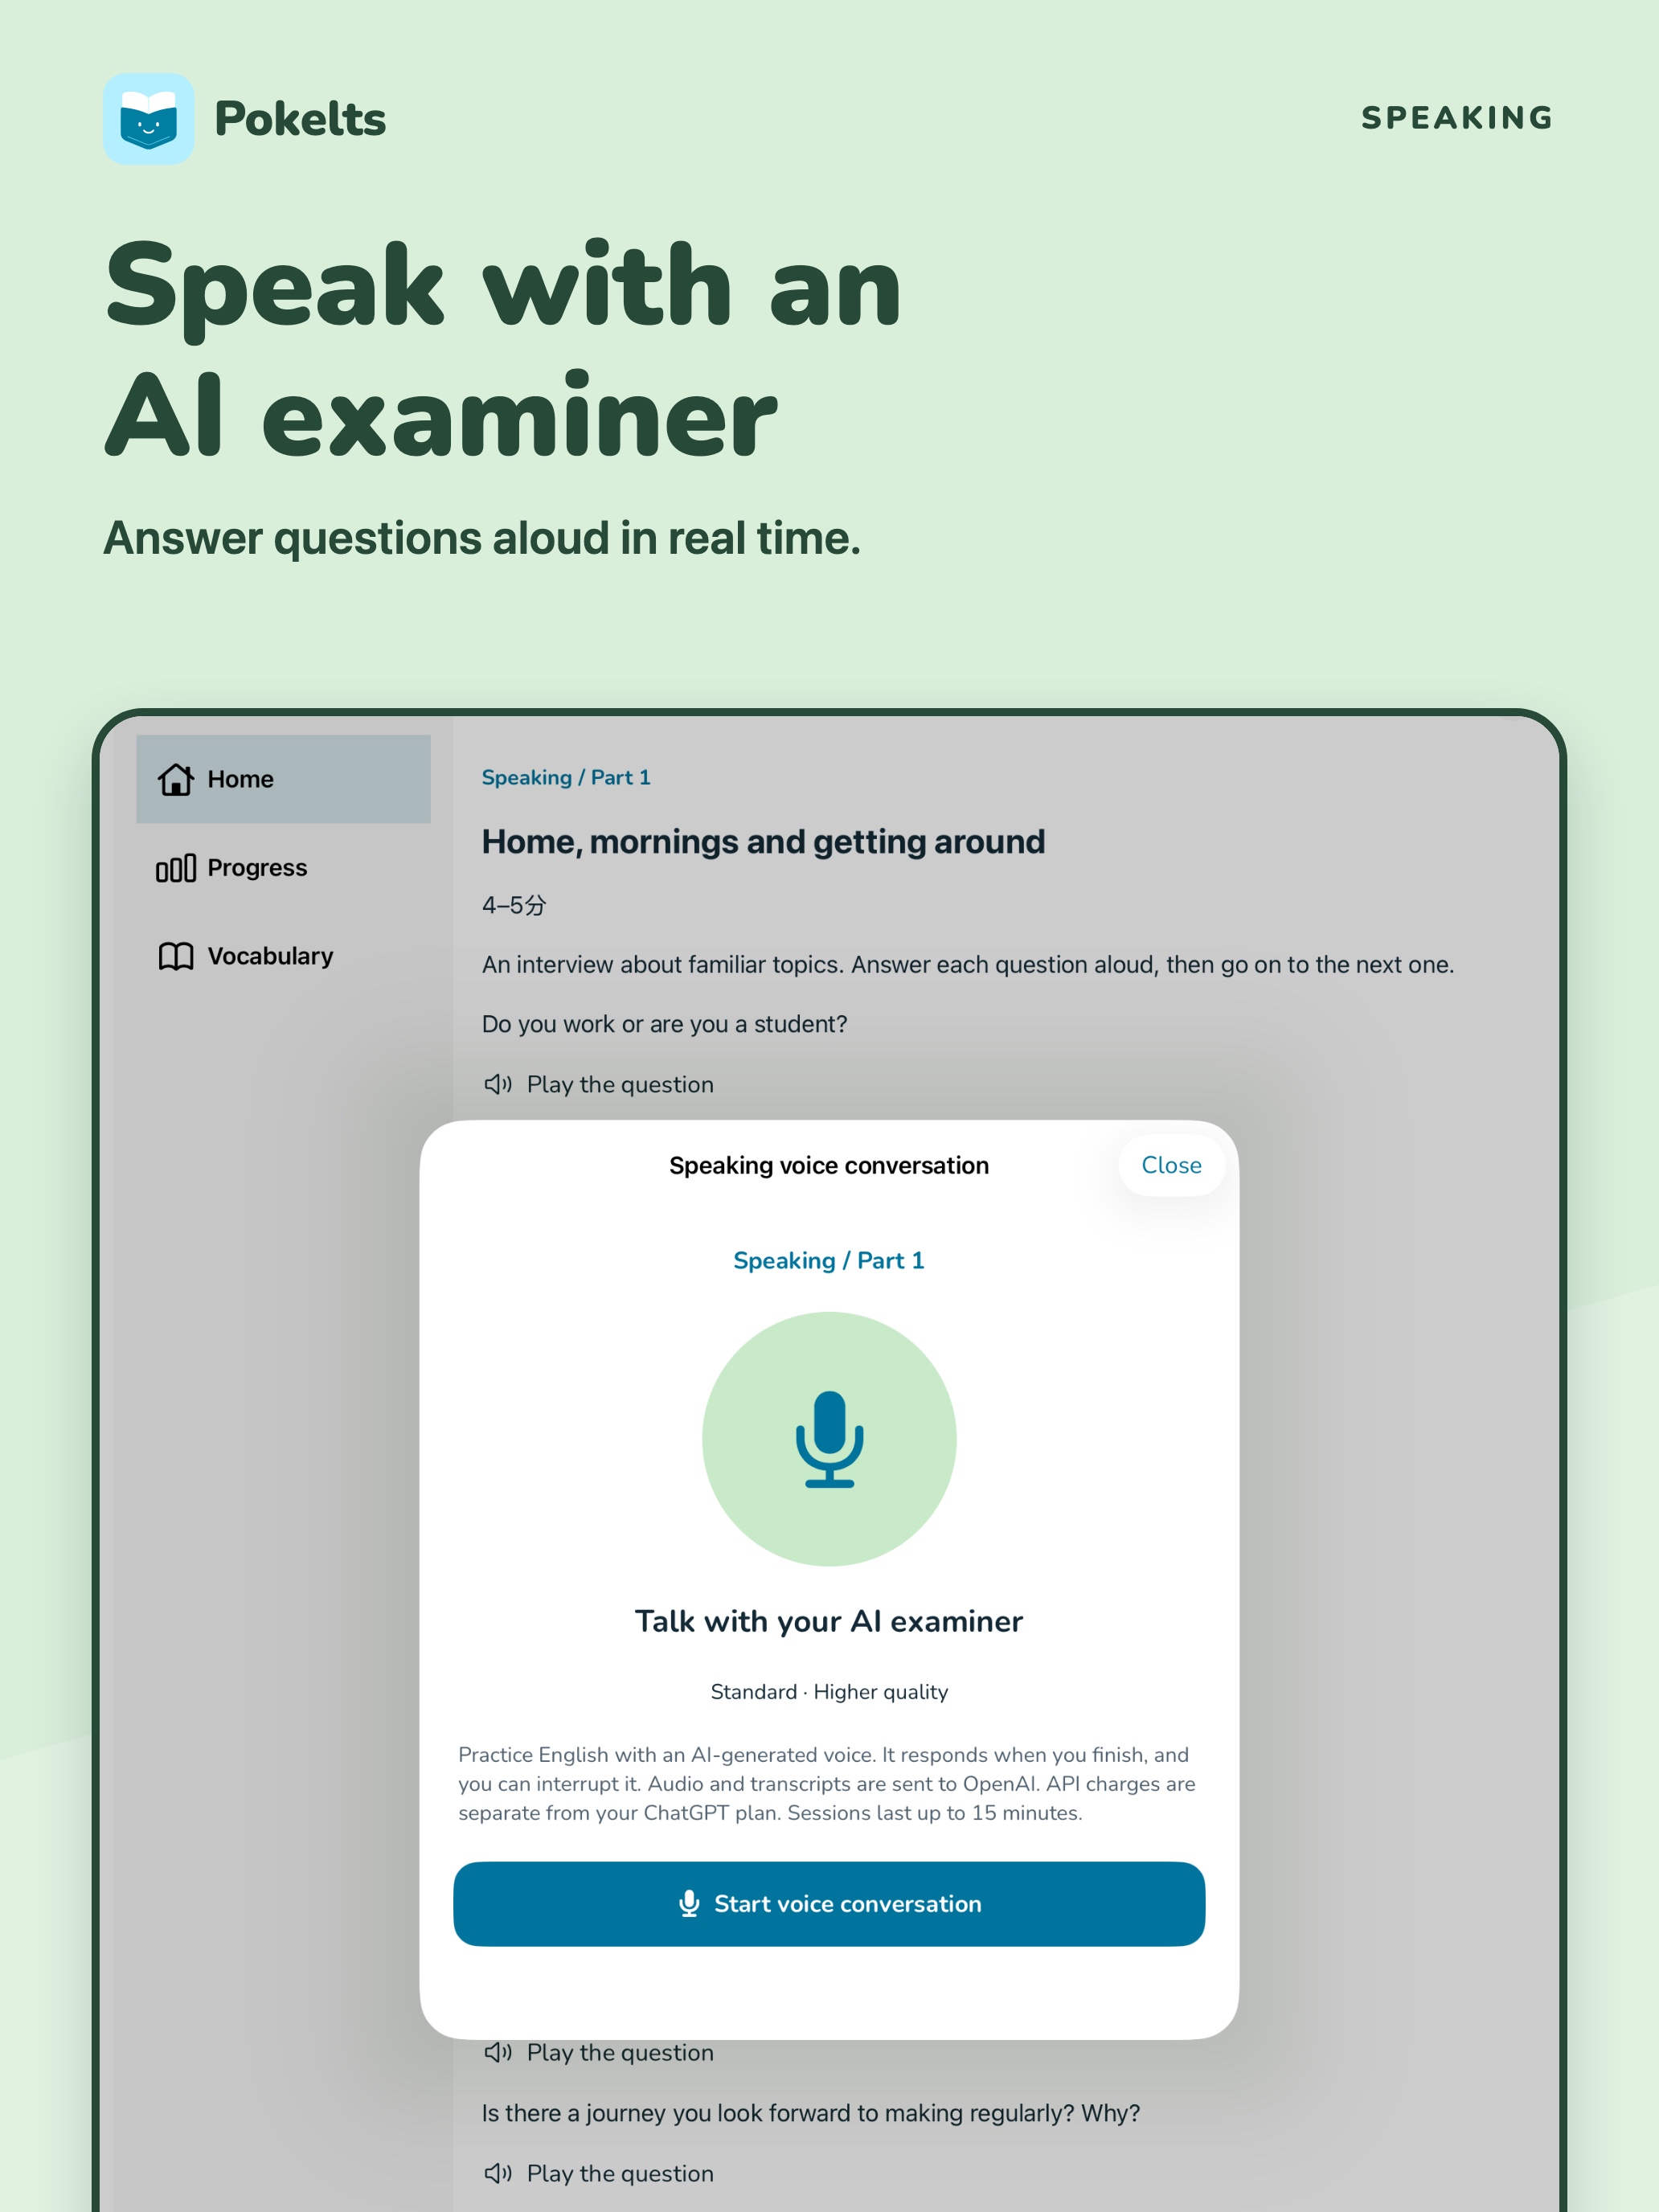 Pokelts
SPEAKING
Speak with an
AI examiner
Answer questions aloud in real time.
Home
Progress
Vocabulary
Speaking / Part 1
Home, mornings and getting around
4–5分
An interview about familiar topics. Answer each question aloud, then go on to the next one.
Do you work or are you a student?
Play the question
Speaking voice conversation
Close
Speaking / Part 1
Talk with your AI examiner
Standard · Higher quality
Practice English with an AI-generated voice. It responds when you finish, and
you can interrupt it. Audio and transcripts are sent to OpenAI. API charges are
separate from your ChatGPT plan. Sessions last up to 15 minutes.
Start voice conversation
Play the question
Is there a journey you look forward to making regularly? Why?
Play the question